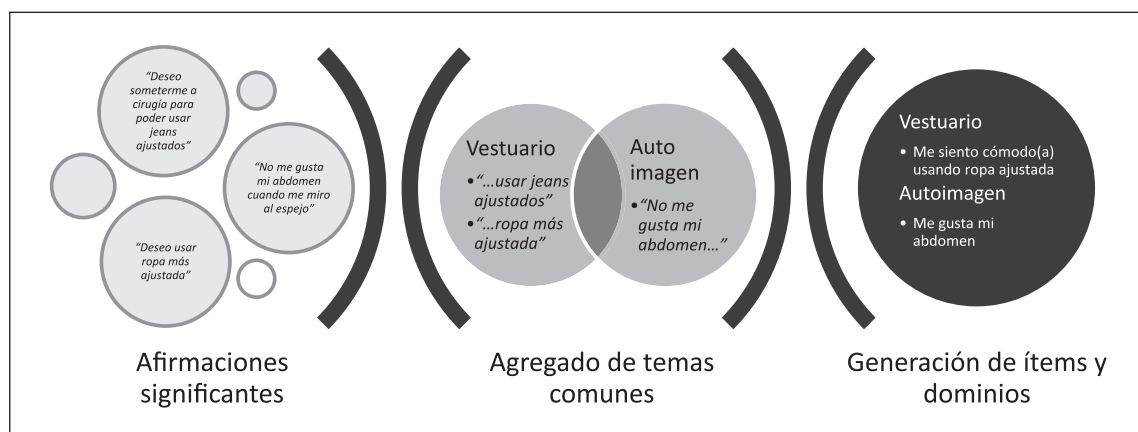 “Deseo
someterme a
cirugía para
poder usar
jeans
ajustados”
“No me gusta
mi abdomen
cuando me miro
al espejo”
“Deseo usar
ropa más
ajustada”
Afirmaciones
significantes
Vestuario
•“...usar jeans
ajustados”
•“...ropa más
ajustada”
Auto
imagen
•“No me
gusta mi
abdomen...”
Agregado de temas
comunes
Vestuario
• Me siento cómodo(a)
usando ropa ajustada
Autoimagen
• Me gusta mi
abdomen
Generación de ítems y
dominios